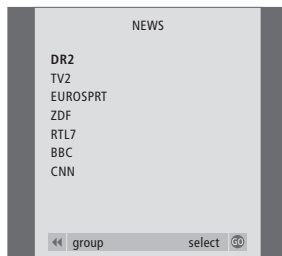 NEWS
DR2
TV2
EUROSPRT
ZDF
RTL7
BBC
CNN
group select GO